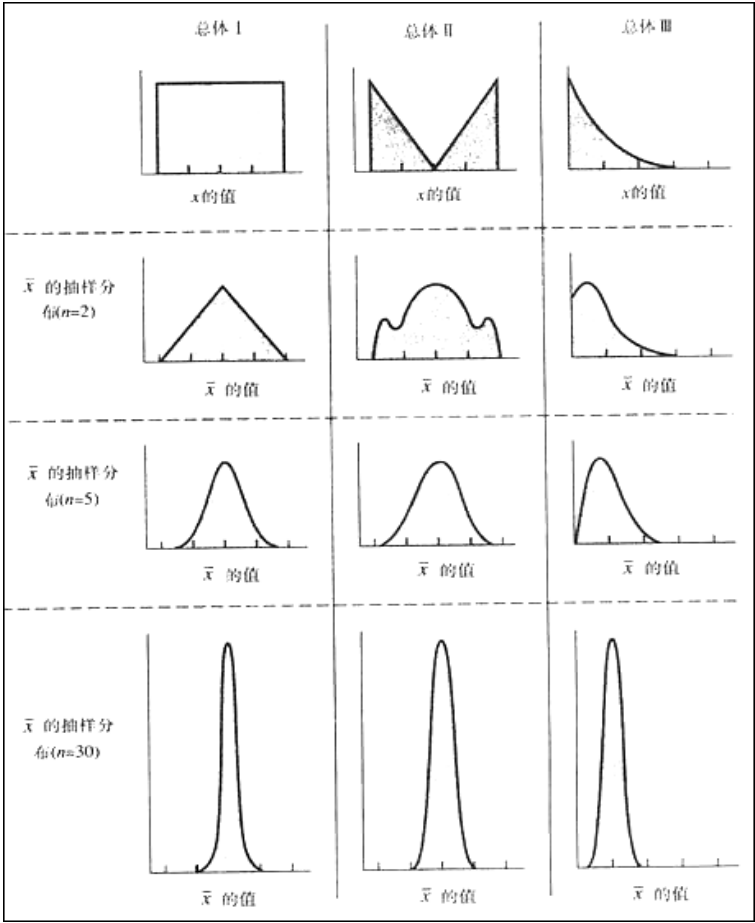 总体 I
总体 II
总体 III
x的值
x的值
x的值
x̄ 的抽样分
布(n=2)
x̄ 的值
x̄ 的值
x̄ 的值
x̄ 的抽样分
布(n=5)
x̄ 的值
x̄ 的值
x̄ 的值
x̄ 的抽样分
布(n=30)
x̄ 的值
x̄ 的值
x̄ 的值